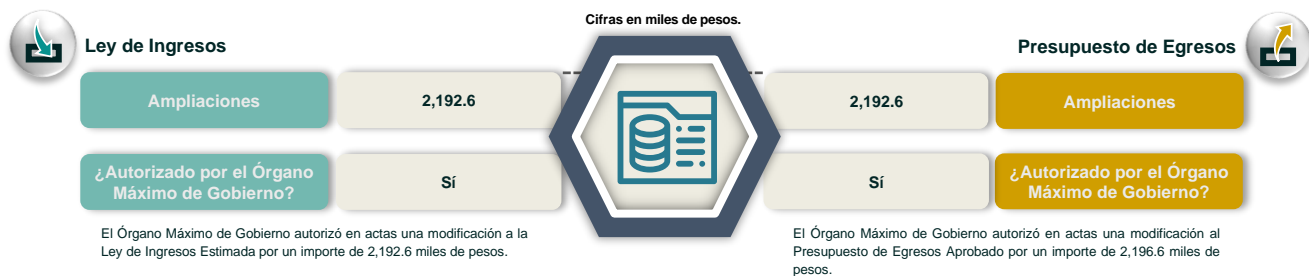 Cifras en miles de pesos.
Ley de Ingresos
Presupuesto de Egresos
Ampliaciones
2,192.6
2,192.6
Ampliaciones
¿Autorizado por el Órgano
Máximo de Gobierno?
Sí
Sí
¿Autorizado por el Órgano
Máximo de Gobierno?
El Órgano Máximo de Gobierno autorizó en actas una modificación a la
Ley de Ingresos Estimada por un importe de 2,192.6 miles de pesos.
El Órgano Máximo de Gobierno autorizó en actas una modificación al
Presupuesto de Egresos Aprobado por un importe de 2,196.6 miles de
pesos.